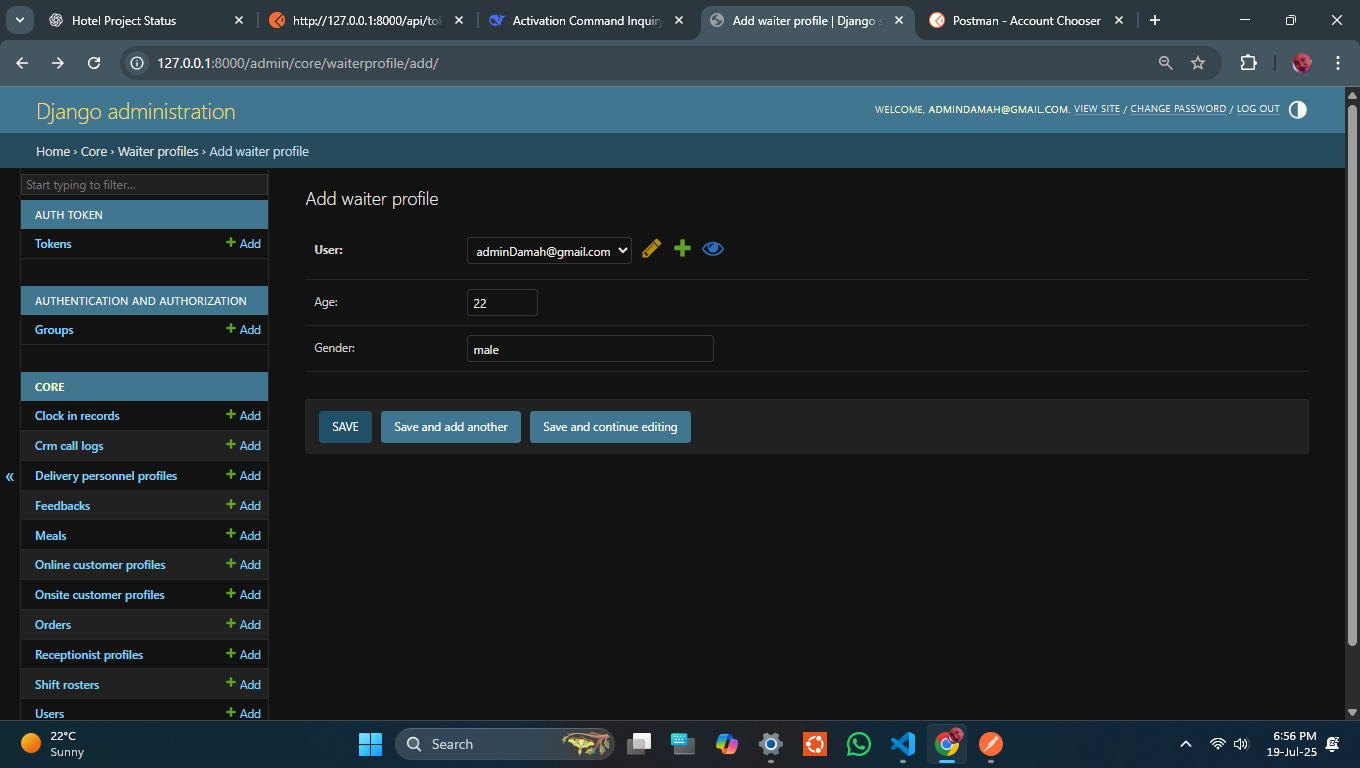 Hotel Project Status
http://127.0.0.1:8000/api/to
Activation Command Inquiry
Add waiter profile | Django s
Postman - Account Chooser
127.0.0.1:8000/admin/core/waiterprofile/add/
Django administration
WELCOME, ADMINDAMAH@GMAIL.COM. VIEW SITE / CHANGE PASSWORD / LOG OUT
Home › Core › Waiter profiles › Add waiter profile
Start typing to filter...
AUTH TOKEN
Tokens + Add
AUTHENTICATION AND AUTHORIZATION
Groups + Add
CORE
Clock in records + Add
Crm call logs + Add
Delivery personnel profiles + Add
Feedbacks + Add
Meals + Add
Online customer profiles + Add
Onsite customer profiles + Add
Orders + Add
Receptionist profiles + Add
Shift rosters + Add
Users + Add
«
Add waiter profile
User: adminDamah@gmail.com
Age: 22
Gender: male
SAVE Save and add another Save and continue editing
22°C
Sunny
Search
6:56 PM
19-Jul-25